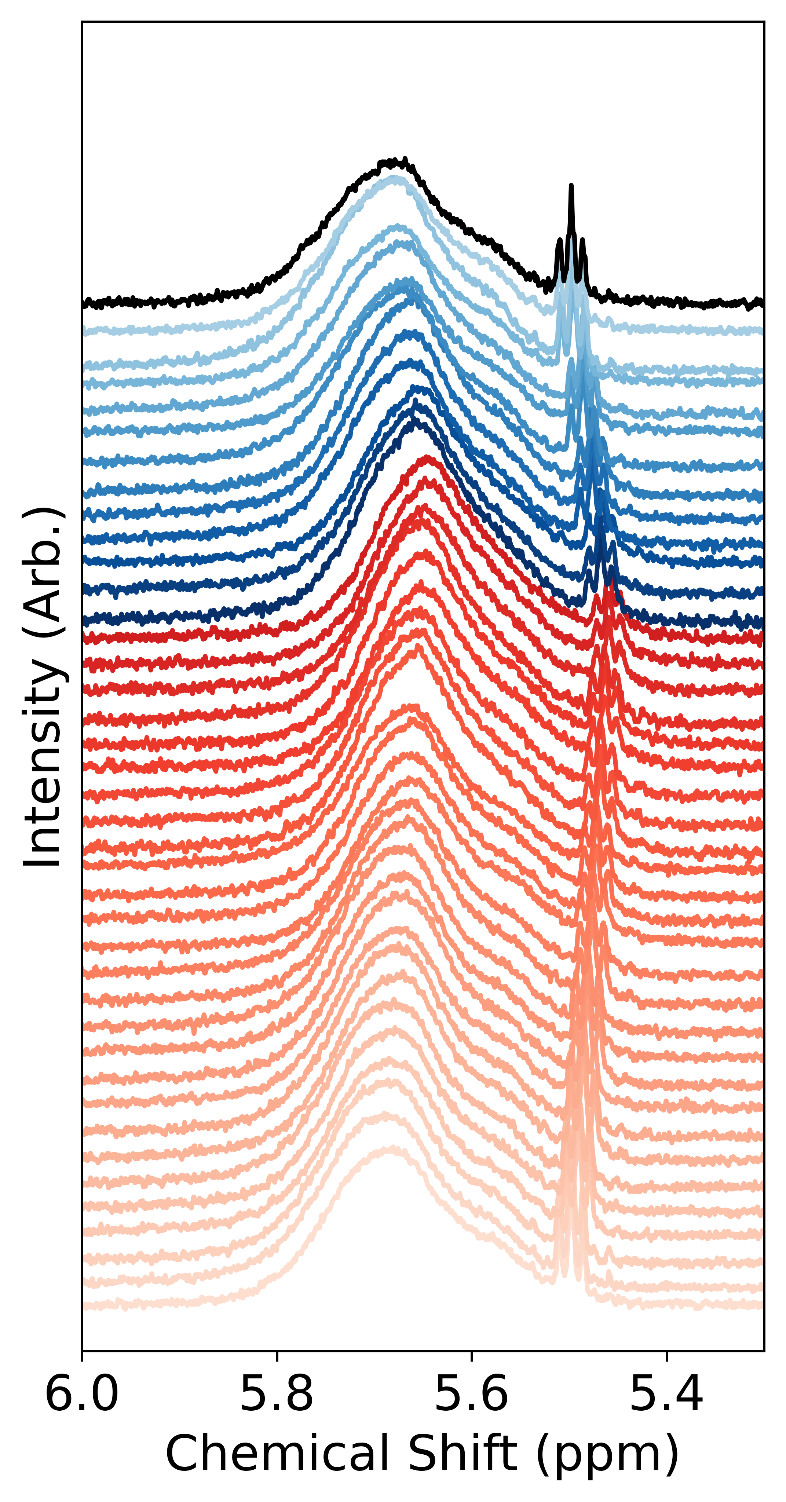 Intensity (Arb.)
6.0 5.8 5.6 5.4
Chemical Shift (ppm)